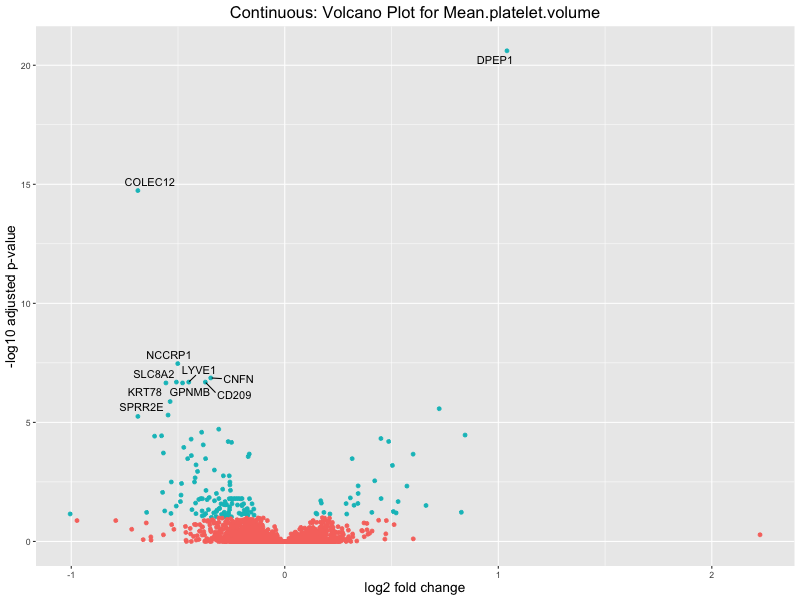 Continuous: Volcano Plot for Mean.platelet.volume
DPEP1
COLEC12
NCCRP1
LYVE1
SLC8A2
CNFN
KRT78
GPNMB
CD209
SPRR2E
-log10 adjusted p-value
20
15
10
5
0
-1
0
1
2
log2 fold change